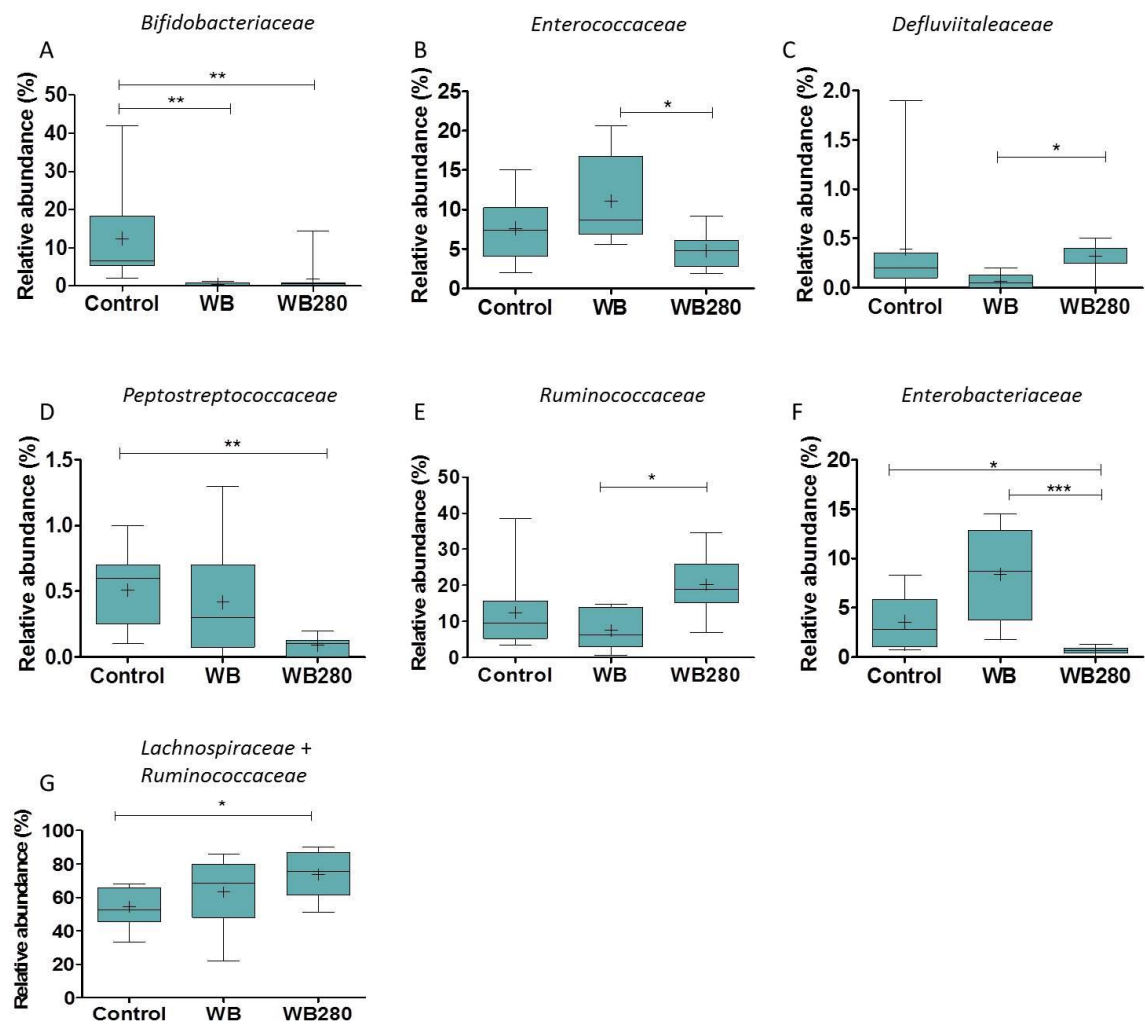 Bifidobacteriaceae
A
Relative abundance (%)
50
40
30
20
10
0
**
**
Control WB WB280
Enterococcaceae
B
Relative abundance (%)
25
20
15
10
5
0
*
Control WB WB280
Defluviitaleaceae
C
Relative abundance (%)
2.0
1.5
1.0
0.5
0.0
*
Control WB WB280
Peptostreptococcaceae
D
Relative abundance (%)
1.5
1.0
0.5
0.0
**
Control WB WB280
Ruminococcaceae
E
Relative abundance (%)
50
40
30
20
10
0
*
Control WB WB280
Enterobacteriaceae
F
Relative abundance (%)
20
15
10
5
0
*
***
Control WB WB280
Lachnospiraceae +
Ruminococcaceae
G
Relative abundance (%)
100
80
60
40
20
0
*
Control WB WB280